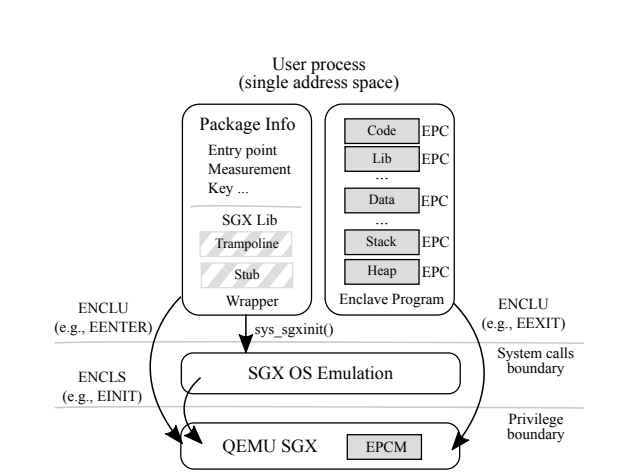 User process
(single address space)
Package Info
Entry point
Measurement
Key ...
SGX Lib
Trampoline
Stub
Wrapper
Code EPC
Lib EPC
...
Data EPC
...
Stack EPC
Heap EPC
Enclave Program
ENCLU
(e.g., EENTER)
sys_sgxinit()
ENCLU
(e.g., EEXIT)
System calls
boundary
ENCLS
(e.g., EINIT)
SGX OS Emulation
Privilege
boundary
QEMU SGX
EPCM